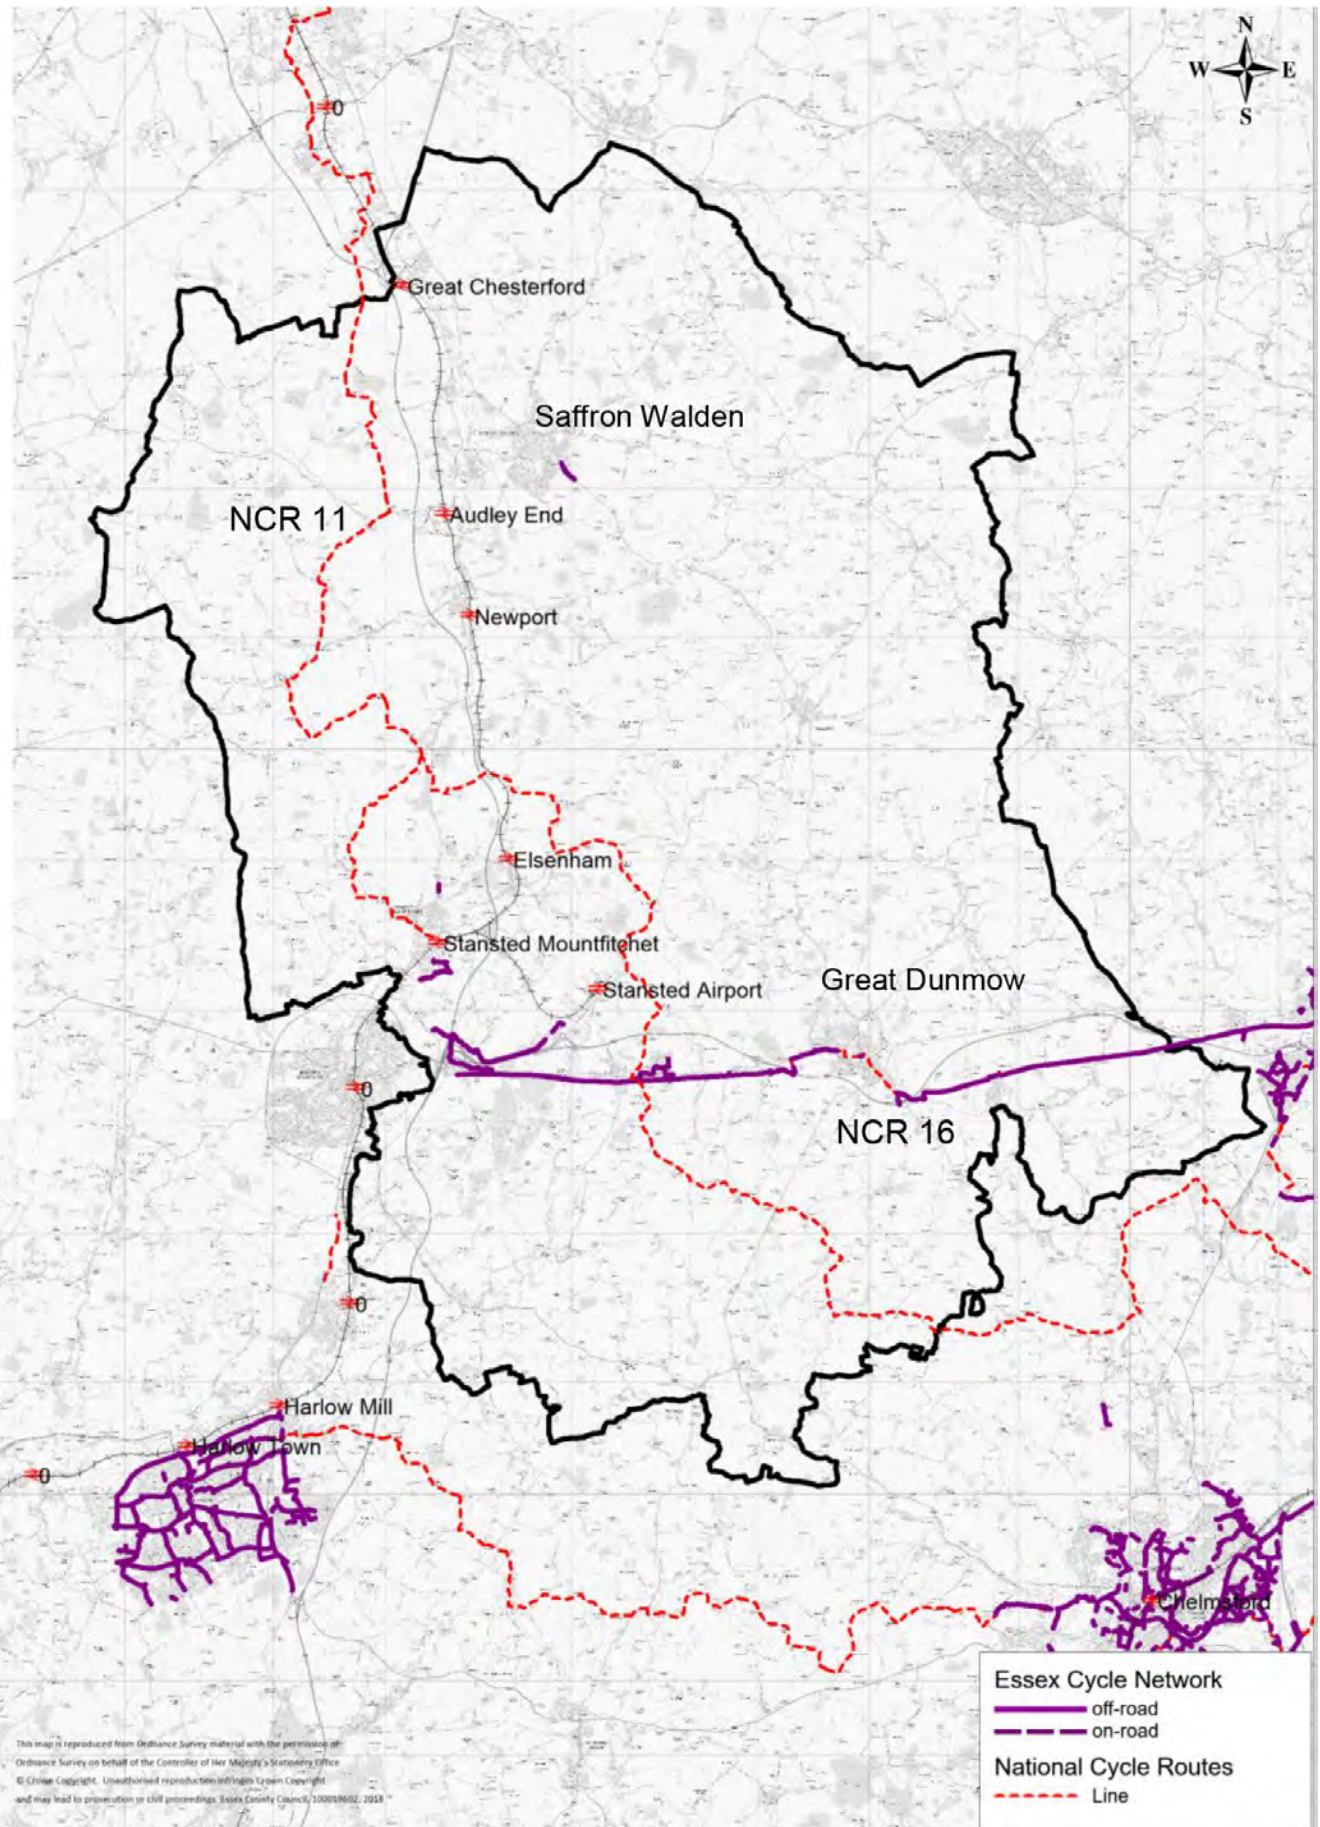 N
W E
S
0
Great Chesterford
Saffron Walden
NCR 11
Audley End
Newport
Elsenham
Stansted Mountfitchet
Great Dunmow
Stansted Airport
0
NCR 16
0
Harlow Mill
Harlow Town
0
Chelmsford
Essex Cycle Network
off-road
on-road
National Cycle Routes
Line
This map is reproduced from Ordnance Survey material with the permission of
Ordnance Survey on behalf of the Controller of Her Majesty's Stationery Office
© Crown Copyright. Unauthorised reproduction infringes Crown Copyright
and may lead to prosecution or civil proceedings. Essex County Council, 100019602, 2018